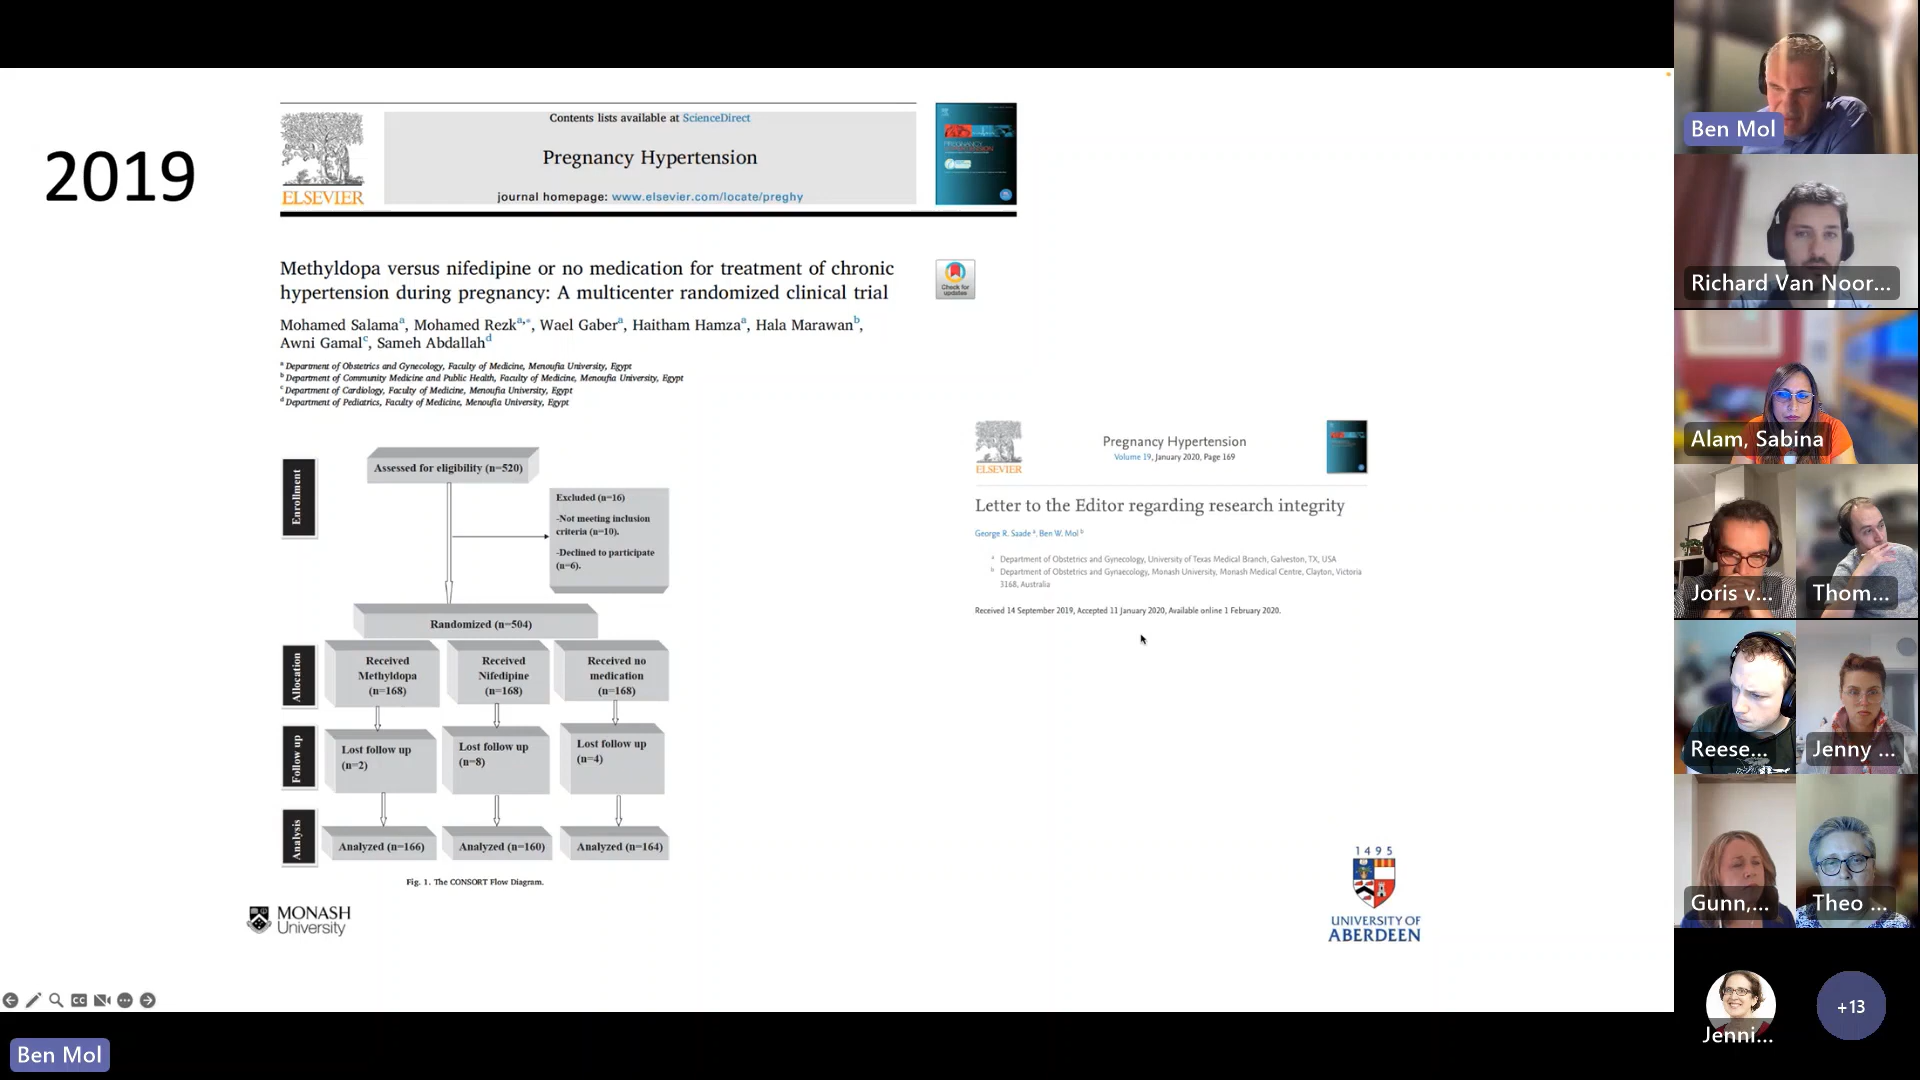 2019
ELSEVIER
Contents lists available at ScienceDirect
Pregnancy Hypertension
journal homepage: www.elsevier.com/locate/preghy
Methyldopa versus nifedipine or no medication for treatment of chronic
hypertension during pregnancy: A multicenter randomized clinical trial
Check for
updates
Mohamed Salamaᵃ, Mohamed Rezkᵃ,*, Wael Gaberᵃ, Haitham Hamzaᵃ, Hala Marawanᵇ,
Awni Gamalᶜ, Sameh Abdallahᵈ
ᵃ Department of Obstetrics and Gynecology, Faculty of Medicine, Menoufia University, Egypt
ᵇ Department of Community Medicine and Public Health, Faculty of Medicine, Menoufia University, Egypt
ᶜ Department of Cardiology, Faculty of Medicine, Menoufia University, Egypt
ᵈ Department of Pediatrics, Faculty of Medicine, Menoufia University, Egypt
Enrollment
Assessed for eligibility (n=520)
Excluded (n=16)
-Not meeting inclusion
criteria (n=10).
-Declined to participate
(n=6).
Randomized (n=504)
Allocation
Received
Methyldopa
(n=168)
Received
Nifedipine
(n=168)
Received no
medication
(n=168)
Follow up
Lost follow up
(n=2)
Lost follow up
(n=8)
Lost follow up
(n=4)
Analysis
Analyzed (n=166)
Analyzed (n=160)
Analyzed (n=164)
Fig. 1. The CONSORT Flow Diagram.
MONASH
University
ELSEVIER
Pregnancy Hypertension
Volume 19, January 2020, Page 169
Letter to the Editor regarding research integrity
George R. Saade ᵃ, Ben W. Mol ᵇ
ᵃ Department of Obstetrics and Gynecology, University of Texas Medical Branch, Galveston, TX, USA
ᵇ Department of Obstetrics and Gynaecology, Monash University, Monash Medical Centre, Clayton, Victoria
3168, Australia
Received 14 September 2019, Accepted 11 January 2020, Available online 1 February 2020.
1495
UNIVERSITY OF
ABERDEEN
CC
Ben Mol
Ben Mol
Richard Van Noor...
Alam, Sabina
Joris v...
Thom...
Reese...
Jenny ...
Gunn,...
Theo ...
Jenni...
+13